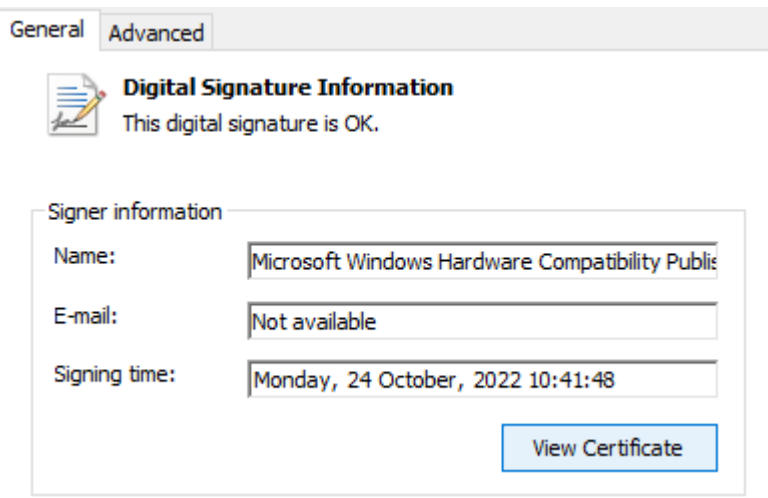 General Advanced
Digital Signature Information
This digital signature is OK.
Signer information
Name: Microsoft Windows Hardware Compatibility Publis
E-mail: Not available
Signing time: Monday, 24 October, 2022 10:41:48
View Certificate